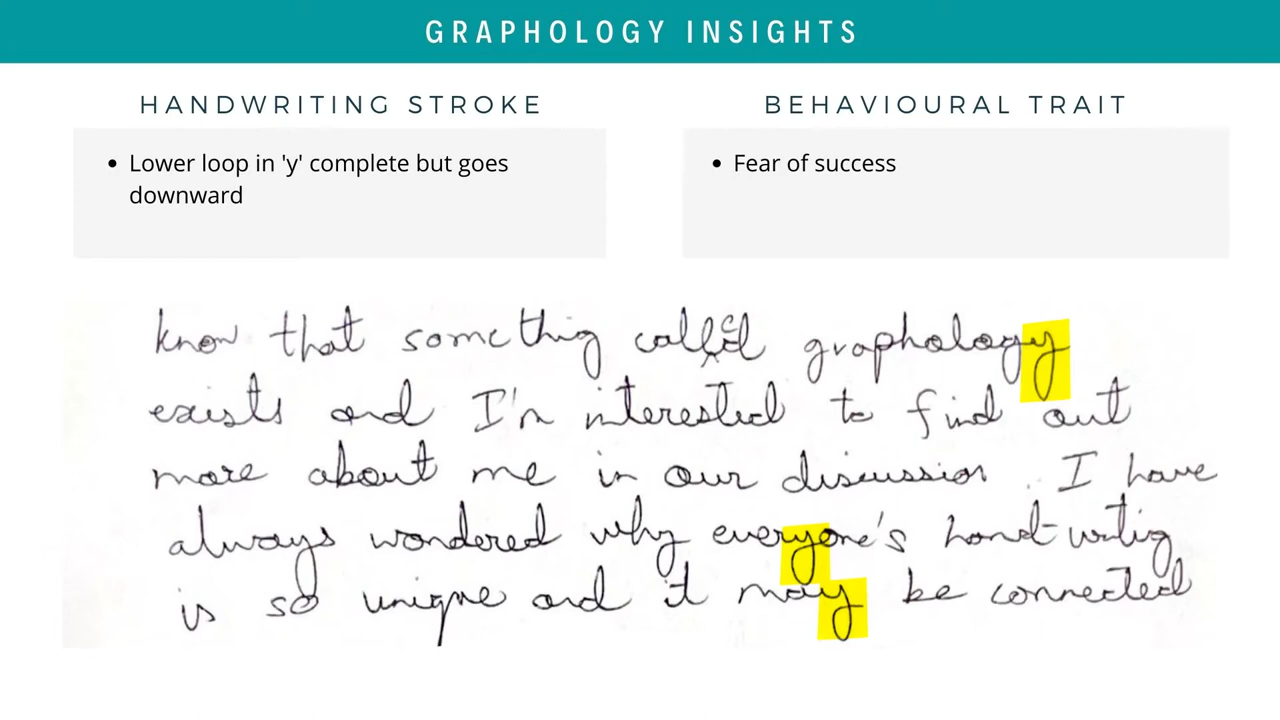 GRAPHOLOGY INSIGHTS
HANDWRITING STROKE
• Lower loop in 'y' complete but goes
downward
BEHAVIOURAL TRAIT
• Fear of success
know that something called graphology
exists and I'm interested to find out
more about me in our discussion. I have
always wondered why everyone's hand-writing
is so unique and it may be connected